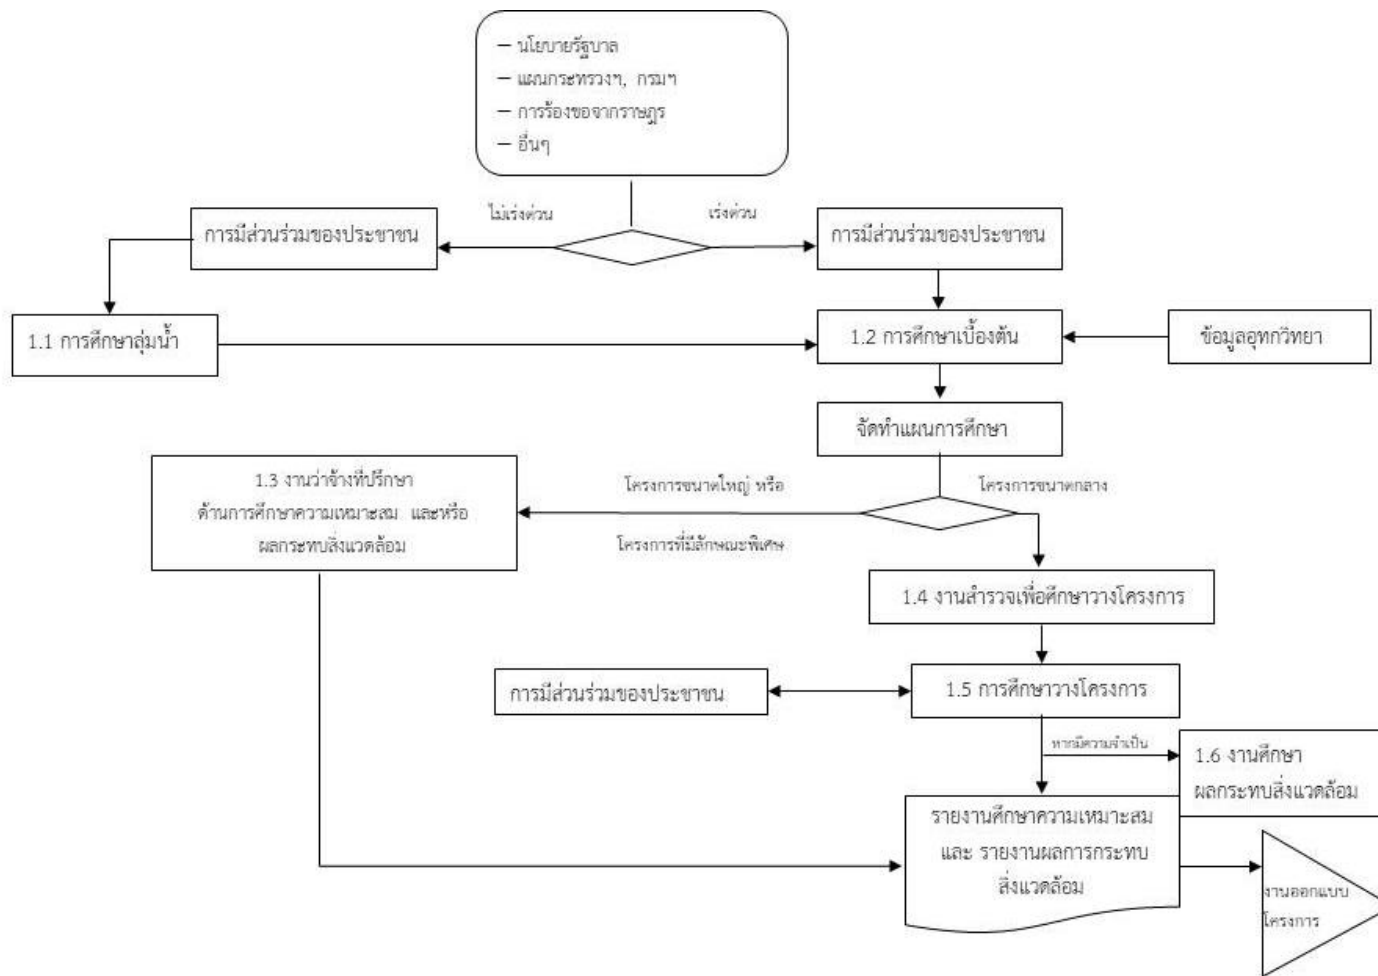 — นโยบายรัฐบาล
— แผนกระทรวงฯ, กรมฯ
— การร้องขอจากราษฎร
— อื่นๆ
ไม่เร่งด่วน
เร่งด่วน
การมีส่วนร่วมของประชาชน
การมีส่วนร่วมของประชาชน
1.1 การศึกษาลุ่มน้ำ
1.2 การศึกษาเบื้องต้น
ข้อมูลอุทกวิทยา
จัดทำแผนการศึกษา
1.3 งานว่าจ้างที่ปรึกษา
ด้านการศึกษาความเหมาะสม และหรือ
ผลกระทบสิ่งแวดล้อม
โครงการขนาดใหญ่ หรือ
โครงการที่มีลักษณะพิเศษ
โครงการขนาดกลาง
1.4 งานสำรวจเพื่อศึกษาวางโครงการ
การมีส่วนร่วมของประชาชน
1.5 การศึกษาวางโครงการ
หากมีความจำเป็น
1.6 งานศึกษา
ผลกระทบสิ่งแวดล้อม
รายงานศึกษาความเหมาะสม
และ รายงานผลการกระทบ
สิ่งแวดล้อม
งานออกแบบ
โครงการ